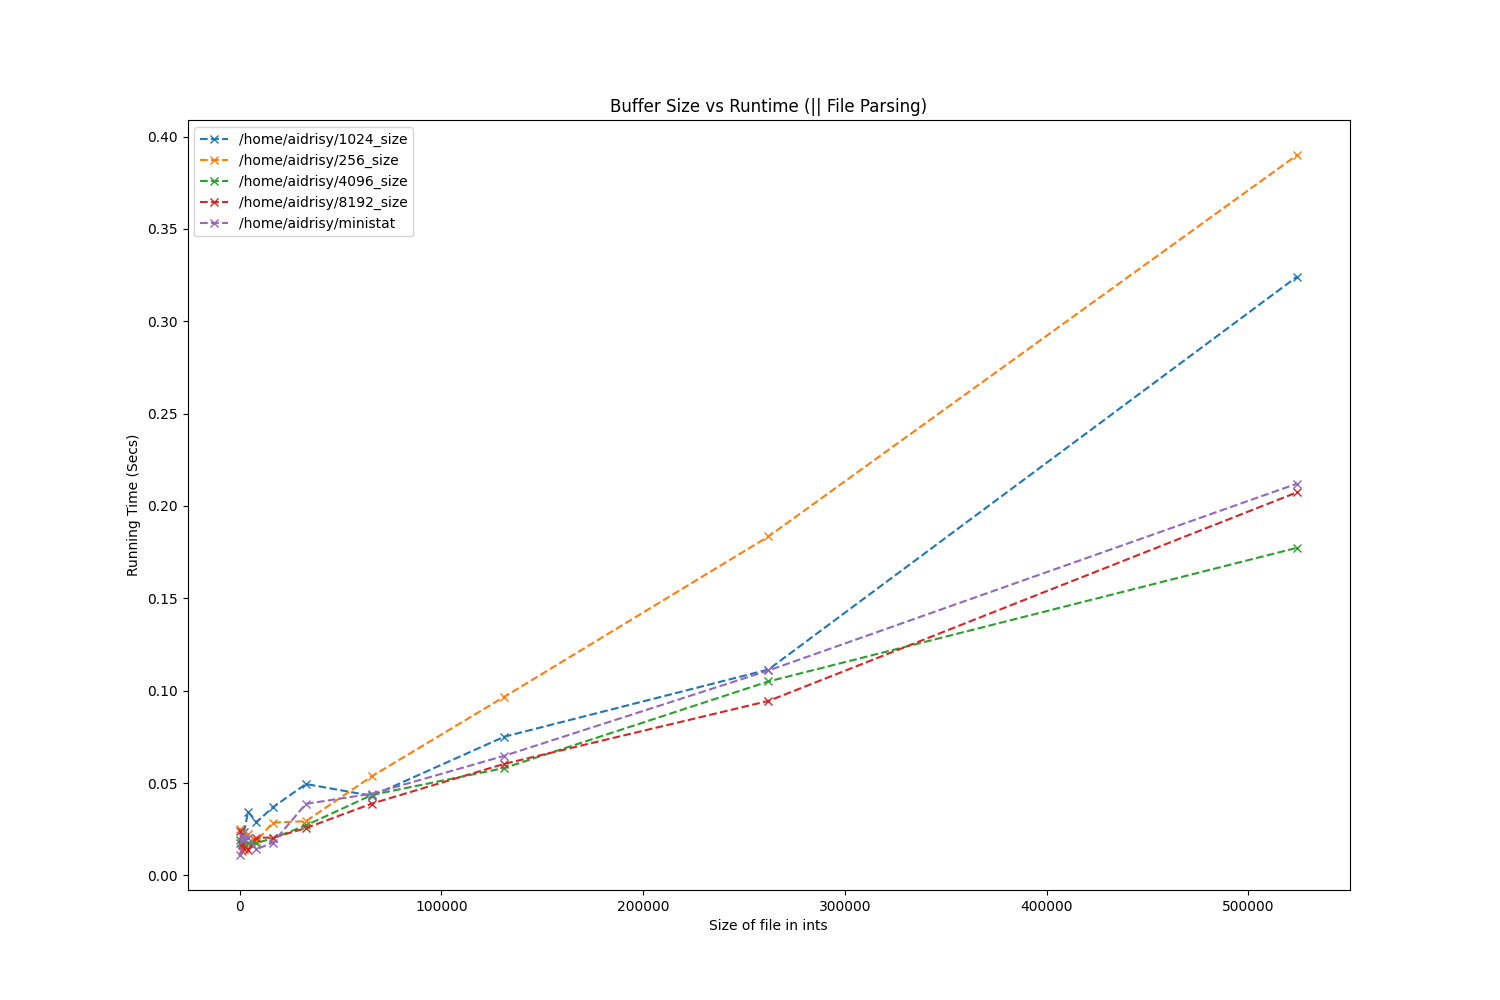 Buffer Size vs Runtime (|| File Parsing)
/home/aidrisy/1024_size
/home/aidrisy/256_size
/home/aidrisy/4096_size
/home/aidrisy/8192_size
/home/aidrisy/ministat
0.40
0.35
0.30
0.25
0.20
0.15
0.10
0.05
0.00
Running Time (Secs)
0 100000 200000 300000 400000 500000
Size of file in ints